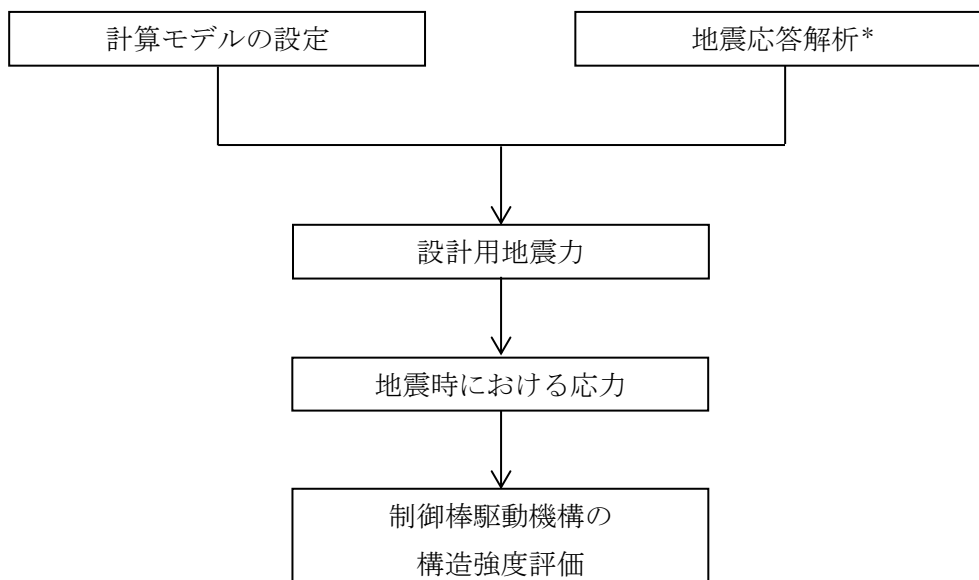 計算モデルの設定
地震応答解析*
設計用地震力
地震時における応力
制御棒駆動機構の
構造強度評価